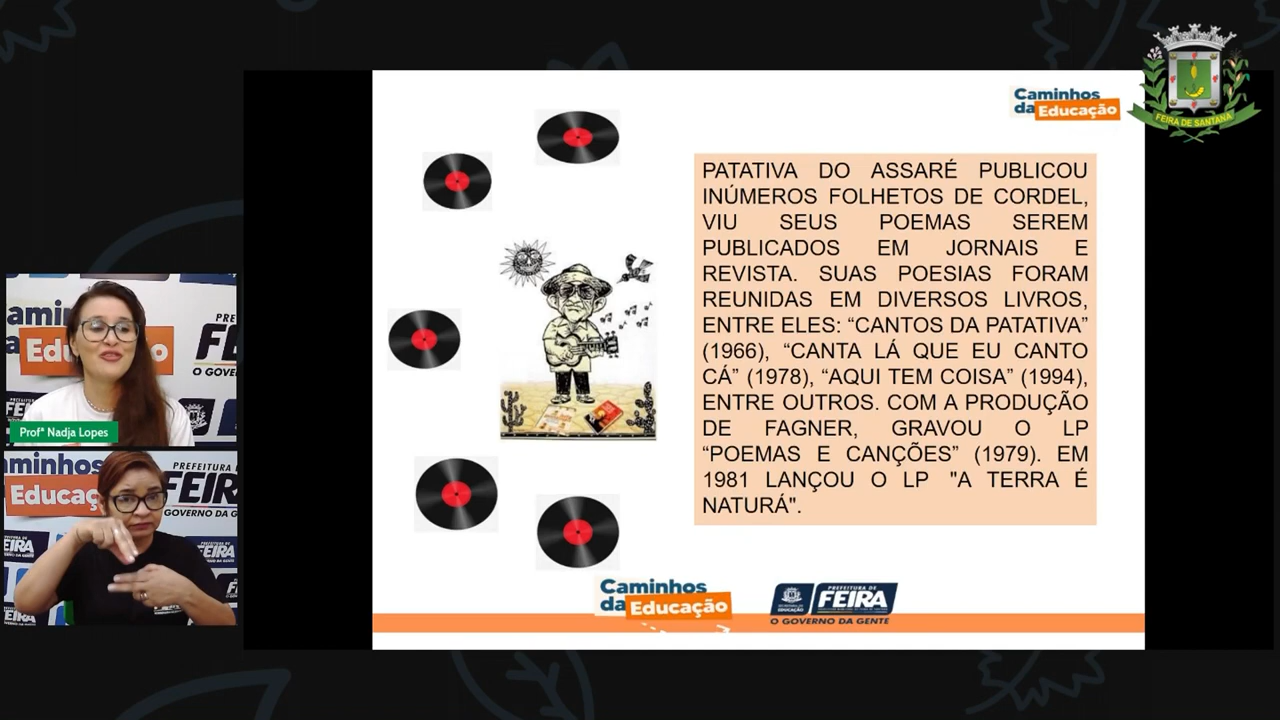 Caminhos
da Educação
FEIRA DE SANTANA
PATATIVA DO ASSARÉ PUBLICOU
INÚMEROS FOLHETOS DE CORDEL,
VIU SEUS POEMAS SEREM
PUBLICADOS EM JORNAIS E
REVISTA. SUAS POESIAS FORAM
REUNIDAS EM DIVERSOS LIVROS,
ENTRE ELES: “CANTOS DA PATATIVA”
(1966), “CANTA LÁ QUE EU CANTO
CÁ” (1978), “AQUI TEM COISA” (1994),
ENTRE OUTROS. COM A PRODUÇÃO
DE FAGNER, GRAVOU O LP
“POEMAS E CANÇÕES” (1979). EM
1981 LANÇOU O LP "A TERRA É
NATURÁ".
Profª Nadja Lopes
Caminhos
da Educação
PREFEITURA DE
FEIRA
O GOVERNO DA GENTE